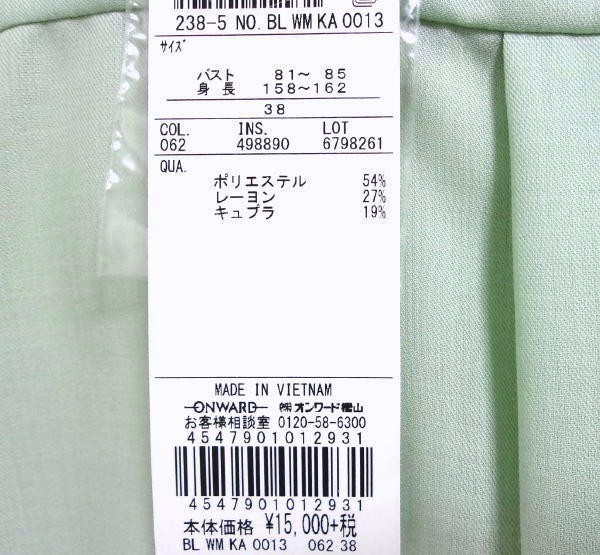 238-5 NO. BL WM KA 0013
サイズ
バスト 81～ 85
身長 158～162
38
COL. INS. LOT
062 498890 6798261
QUA.
ポリエステル 54%
レーヨン 27%
キュプラ 19%
MADE IN VIETNAM
ONWARD ㈱オンワード樫山
お客様相談室 0120-58-6300
4547901012931
4547901012931
本体価格 ¥15,000+税
BL WM KA 0013 062 38